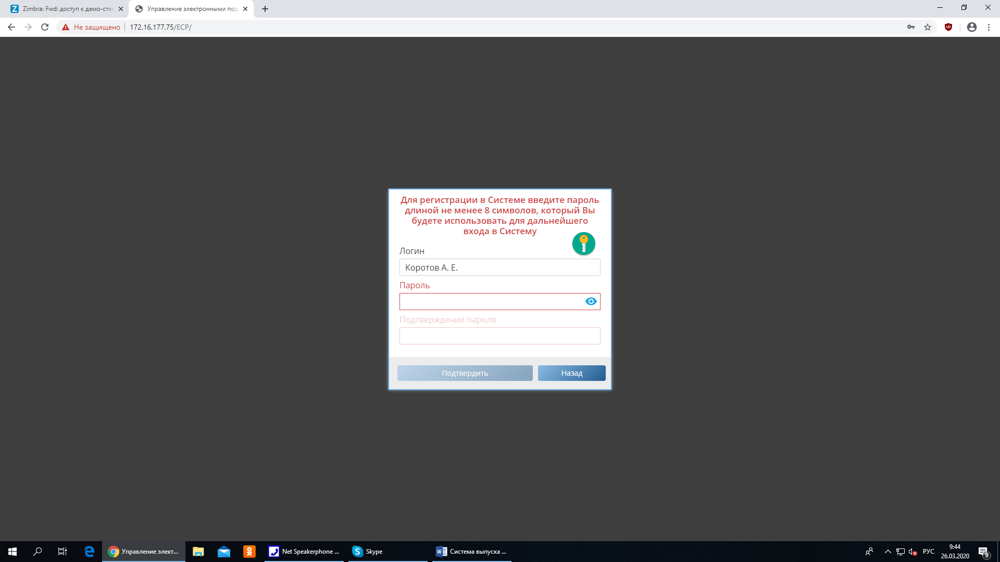 Zimbra: Fwd: доступ к демо-стен
Управление электронными под
Не защищено
172.16.177.75/ECP/
Для регистрации в Системе введите пароль
длиной не менее 8 символов, который Вы
будете использовать для дальнейшего
входа в Систему
Логин
Коротов А. Е.
Пароль
Подтверждение пароля
Подтвердить
Назад
Управление элект...
Net Speakerphone ...
Skype
Система выпуска ...
РУС
9:44
26.03.2020
9